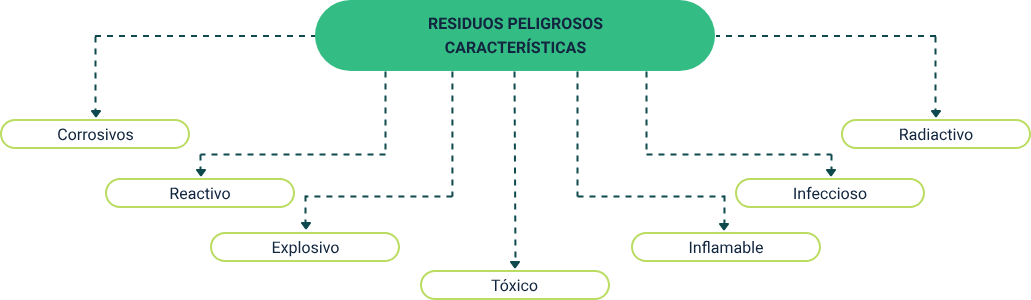 RESIDUOS PELIGROSOS
CARACTERÍSTICAS
Corrosivos
Radiactivo
Reactivo
Infeccioso
Explosivo
Inflamable
Tóxico